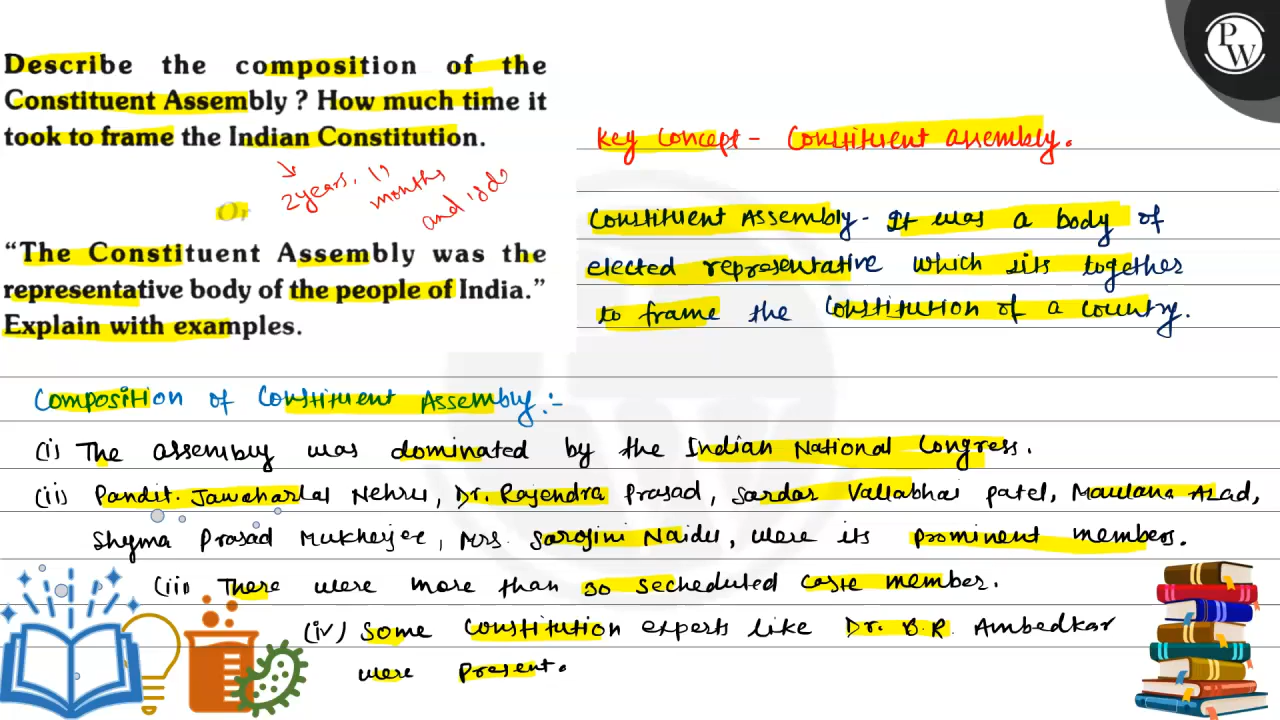 Describe the composition of the
Constituent Assembly ? How much time it
took to frame the Indian Constitution.
2years, 11
months
and 18d
Or
“The Constituent Assembly was the
representative body of the people of India.”
Explain with examples.
PW
Key Concept - Constituent assembly.
Constituent Assembly - It was a body of
elected representative which sits together
to frame the Constitution of a country.
Composition of Constituent Assembly :-
(i) The assembly was dominated by the Indian National Congress.
(ii) Pandit. Jawaharlal Nehru, Dr. Rajendra Prasad, Sardar Vallabhai patel, Maulana Azad,
Shyma Prasad Mukherjee, Mrs. Sarojini Naidu, were its prominent members.
(iii) There were more than 30 Secheduted caste member.
(iv) Some Constitution experts like Dr. B.R. Ambedkar
were present.